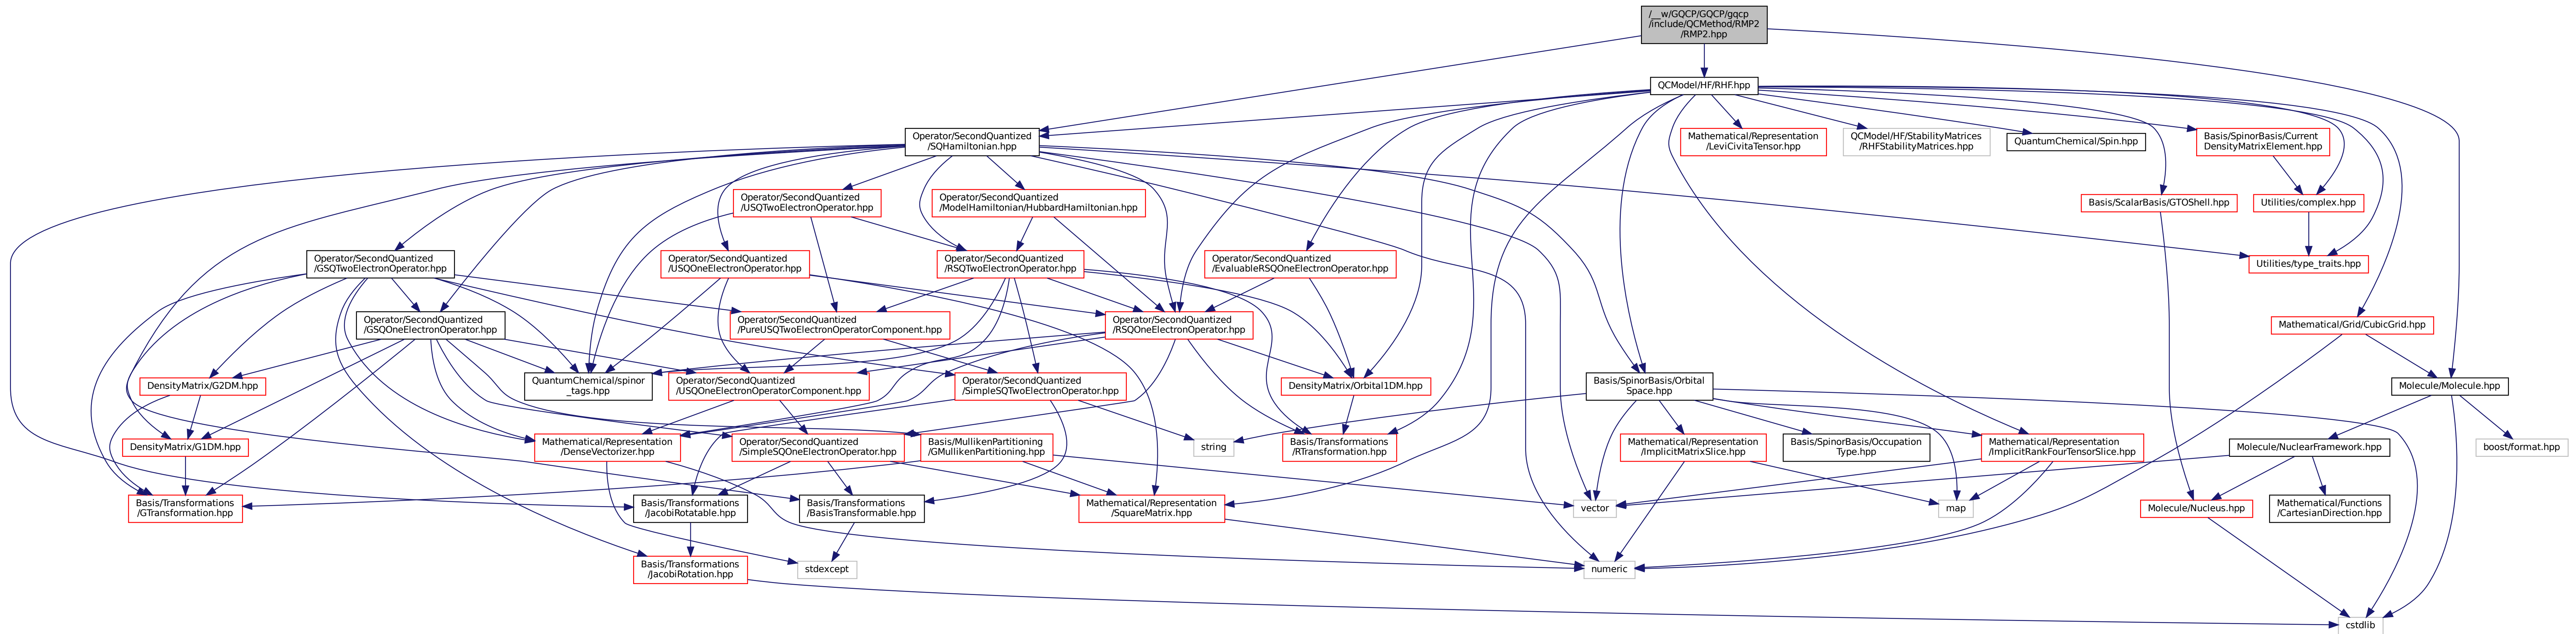 /__w/GQCP/GQCP/gqcp
/include/QCMethod/RMP2
/RMP2.hpp
QCModel/HF/RHF.hpp
Operator/SecondQuantized
/SQHamiltonian.hpp
Mathematical/Representation
/LeviCivitaTensor.hpp
QCModel/HF/StabilityMatrices
/RHFStabilityMatrices.hpp
QuantumChemical/Spin.hpp
Basis/SpinorBasis/Current
DensityMatrixElement.hpp
Operator/SecondQuantized
/USQTwoElectronOperator.hpp
Operator/SecondQuantized
/ModelHamiltonian/HubbardHamiltonian.hpp
Basis/ScalarBasis/GTOShell.hpp
Utilities/complex.hpp
Operator/SecondQuantized
/GSQTwoElectronOperator.hpp
Operator/SecondQuantized
/USQOneElectronOperator.hpp
Operator/SecondQuantized
/RSQTwoElectronOperator.hpp
Operator/SecondQuantized
/EvaluableRSQOneElectronOperator.hpp
Utilities/type_traits.hpp
Operator/SecondQuantized
/GSQOneElectronOperator.hpp
Operator/SecondQuantized
/PureUSQTwoElectronOperatorComponent.hpp
Operator/SecondQuantized
/RSQOneElectronOperator.hpp
Mathematical/Grid/CubicGrid.hpp
DensityMatrix/G2DM.hpp
QuantumChemical/spinor
_tags.hpp
Operator/SecondQuantized
/USQOneElectronOperatorComponent.hpp
Operator/SecondQuantized
/SimpleSQTwoElectronOperator.hpp
DensityMatrix/Orbital1DM.hpp
Basis/SpinorBasis/Orbital
Space.hpp
Molecule/Molecule.hpp
DensityMatrix/G1DM.hpp
Mathematical/Representation
/DenseVectorizer.hpp
Operator/SecondQuantized
/SimpleSQOneElectronOperator.hpp
Basis/MullikenPartitioning
/GMullikenPartitioning.hpp
string
Basis/Transformations
/RTransformation.hpp
Mathematical/Representation
/ImplicitMatrixSlice.hpp
Basis/SpinorBasis/Occupation
Type.hpp
Mathematical/Representation
/ImplicitRankFourTensorSlice.hpp
Molecule/NuclearFramework.hpp
boost/format.hpp
Basis/Transformations
/GTransformation.hpp
Basis/Transformations
/JacobiRotatable.hpp
Basis/Transformations
/BasisTransformable.hpp
Mathematical/Representation
/SquareMatrix.hpp
vector
map
Molecule/Nucleus.hpp
Mathematical/Functions
/CartesianDirection.hpp
Basis/Transformations
/JacobiRotation.hpp
stdexcept
numeric
cstdlib